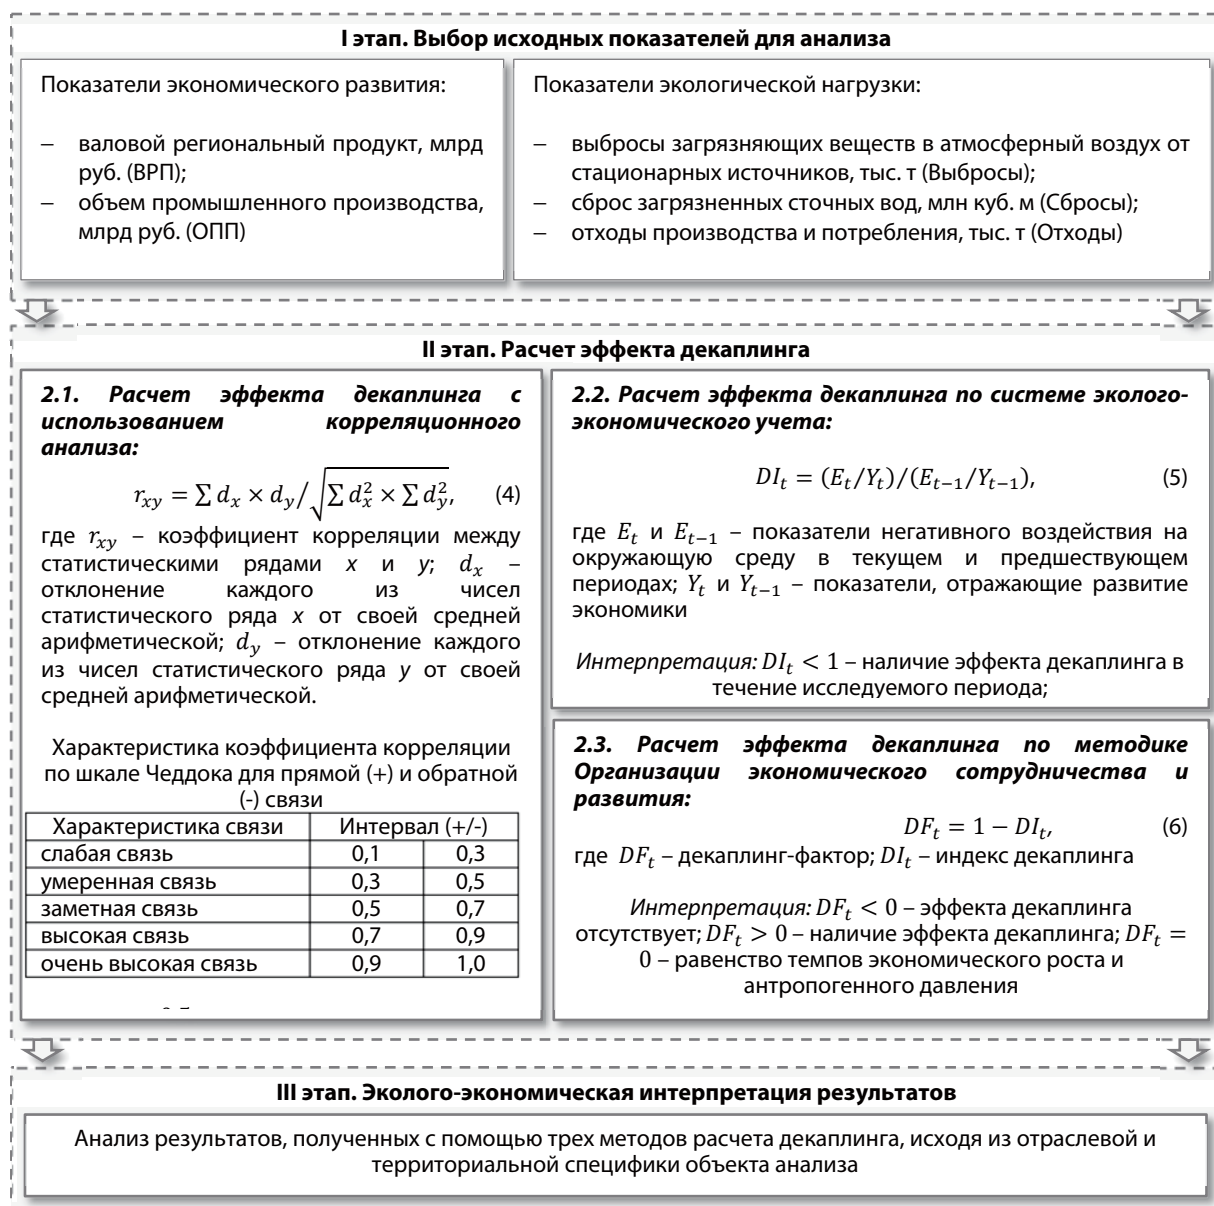 I этап. Выбор исходных показателей для анализа
Показатели экономического развития:
– валовой региональный продукт, млрд
руб. (ВРП);
– объем промышленного производства,
млрд руб. (ОПП)
Показатели экологической нагрузки:
– выбросы загрязняющих веществ в атмосферный воздух от
стационарных источников, тыс. т (Выбросы);
– сброс загрязненных сточных вод, млн куб. м (Сбросы);
– отходы производства и потребления, тыс. т (Отходы)
II этап. Расчет эффекта декаплинга
2.1. Расчет эффекта декаплинга с
использованием корреляционного
анализа:
r_{xy} = ∑ d_x × d_y / √(∑ d_x^2 × ∑ d_y^2), (4)
где r_{xy} – коэффициент корреляции между
статистическими рядами x и y; d_x –
отклонение каждого из чисел
статистического ряда x от своей средней
арифметической; d_y – отклонение каждого
из чисел статистического ряда y от своей
средней арифметической.
Характеристика коэффициента корреляции
по шкале Чеддока для прямой (+) и обратной
(-) связи
Характеристика связи Интервал (+/-)
слабая связь 0,1 0,3
умеренная связь 0,3 0,5
заметная связь 0,5 0,7
высокая связь 0,7 0,9
очень высокая связь 0,9 1,0
2.2. Расчет эффекта декаплинга по системе эколого-
экономического учета:
DI_t = (E_t/Y_t)/(E_{t−1}/Y_{t−1}), (5)
где E_t и E_{t−1} – показатели негативного воздействия на
окружающую среду в текущем и предшествующем
периодах; Y_t и Y_{t−1} – показатели, отражающие развитие
экономики
Интерпретация: DI_t < 1 – наличие эффекта декаплинга в
течение исследуемого периода;
2.3. Расчет эффекта декаплинга по методике
Организации экономического сотрудничества и
развития:
DF_t = 1 − DI_t, (6)
где DF_t – декаплинг-фактор; DI_t – индекс декаплинга
Интерпретация: DF_t < 0 – эффекта декаплинга
отсутствует; DF_t > 0 – наличие эффекта декаплинга; DF_t =
0 – равенство темпов экономического роста и
антропогенного давления
III этап. Эколого-экономическая интерпретация результатов
Анализ результатов, полученных с помощью трех методов расчета декаплинга, исходя из отраслевой и
территориальной специфики объекта анализа